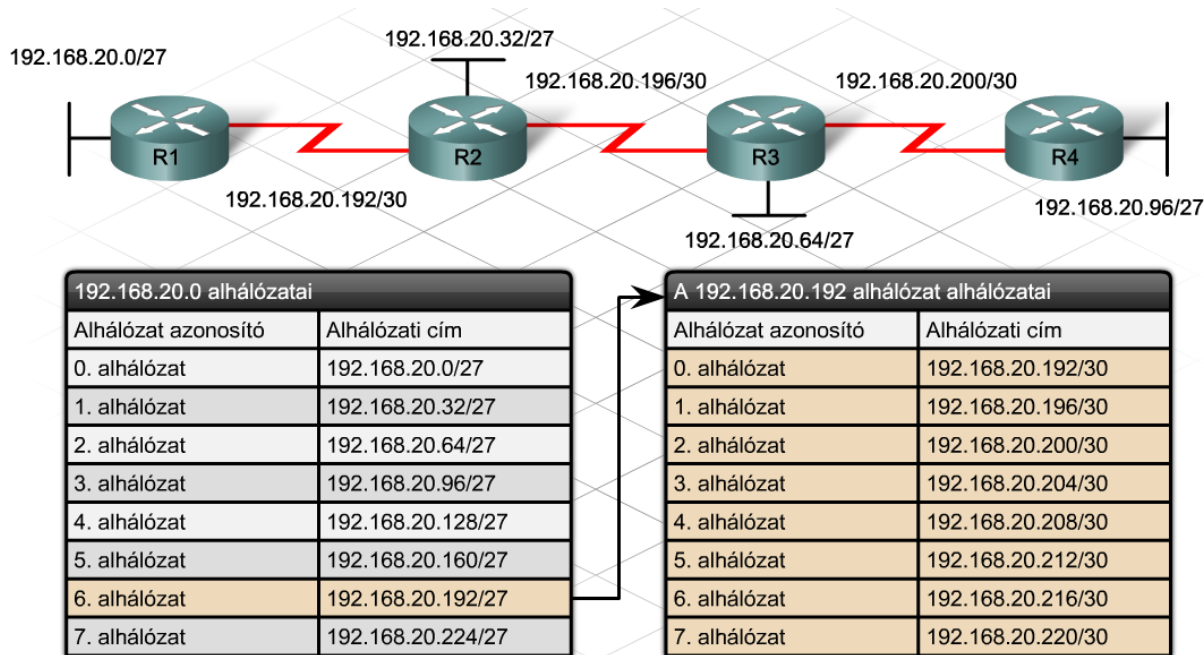 192.168.20.32/27
192.168.20.0/27
192.168.20.196/30
192.168.20.200/30
R1
R2
R3
R4
192.168.20.192/30
192.168.20.96/27
192.168.20.64/27
192.168.20.0 alhálózatai
Alhálózat azonosító Alhálózati cím
0. alhálózat 192.168.20.0/27
1. alhálózat 192.168.20.32/27
2. alhálózat 192.168.20.64/27
3. alhálózat 192.168.20.96/27
4. alhálózat 192.168.20.128/27
5. alhálózat 192.168.20.160/27
6. alhálózat 192.168.20.192/27
7. alhálózat 192.168.20.224/27
A 192.168.20.192 alhálózat alhálózatai
Alhálózat azonosító Alhálózati cím
0. alhálózat 192.168.20.192/30
1. alhálózat 192.168.20.196/30
2. alhálózat 192.168.20.200/30
3. alhálózat 192.168.20.204/30
4. alhálózat 192.168.20.208/30
5. alhálózat 192.168.20.212/30
6. alhálózat 192.168.20.216/30
7. alhálózat 192.168.20.220/30